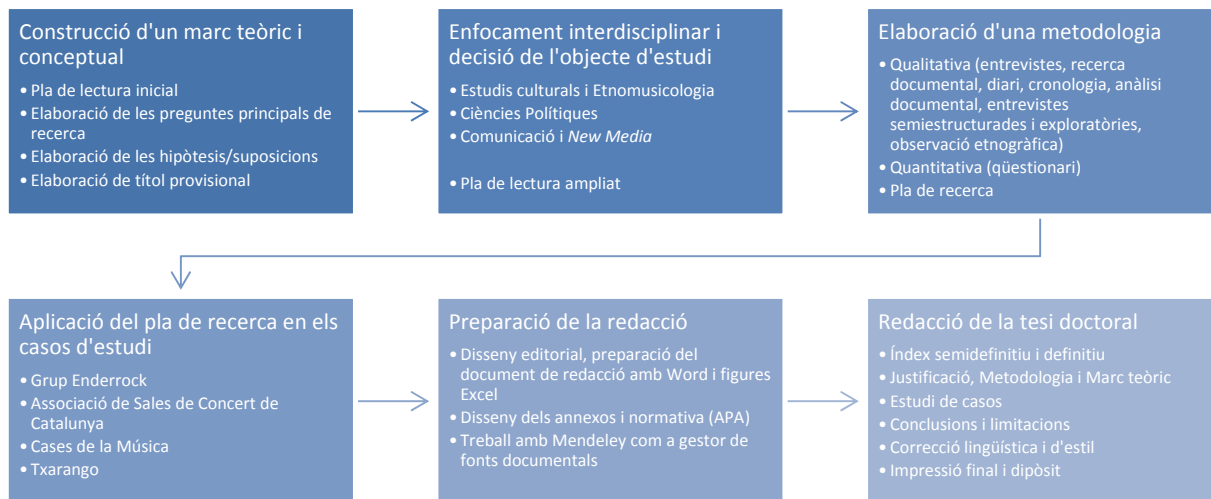 Construcció d'un marc teòric i
conceptual
• Pla de lectura inicial
• Elaboració de les preguntes principals de
recerca
• Elaboració de les hipòtesis/suposicions
• Elaboració de títol provisional
Enfocament interdisciplinar i
decisió de l'objecte d'estudi
• Estudis culturals i Etnomusicologia
• Ciències Polítiques
• Comunicació i New Media
• Pla de lectura ampliat
Elaboració d'una metodologia
• Qualitativa (entrevistes, recerca
documental, diari, cronologia, anàlisi
documental, entrevistes
semiestructurades i exploratòries,
observació etnogràfica)
• Quantitativa (qüestionari)
• Pla de recerca
Aplicació del pla de recerca en els
casos d'estudi
• Grup Enderrock
• Associació de Sales de Concert de
Catalunya
• Cases de la Música
• Txarango
Preparació de la redacció
• Disseny editorial, preparació del
document de redacció amb Word i figures
Excel
• Disseny dels annexos i normativa (APA)
• Treball amb Mendeley com a gestor de
fonts documentals
Redacció de la tesi doctoral
• Índex semidefinitiu i definitiu
• Justificació, Metodologia i Marc teòric
• Estudi de casos
• Conclusions i limitacions
• Correcció lingüística i d'estil
• Impressió final i dipòsit